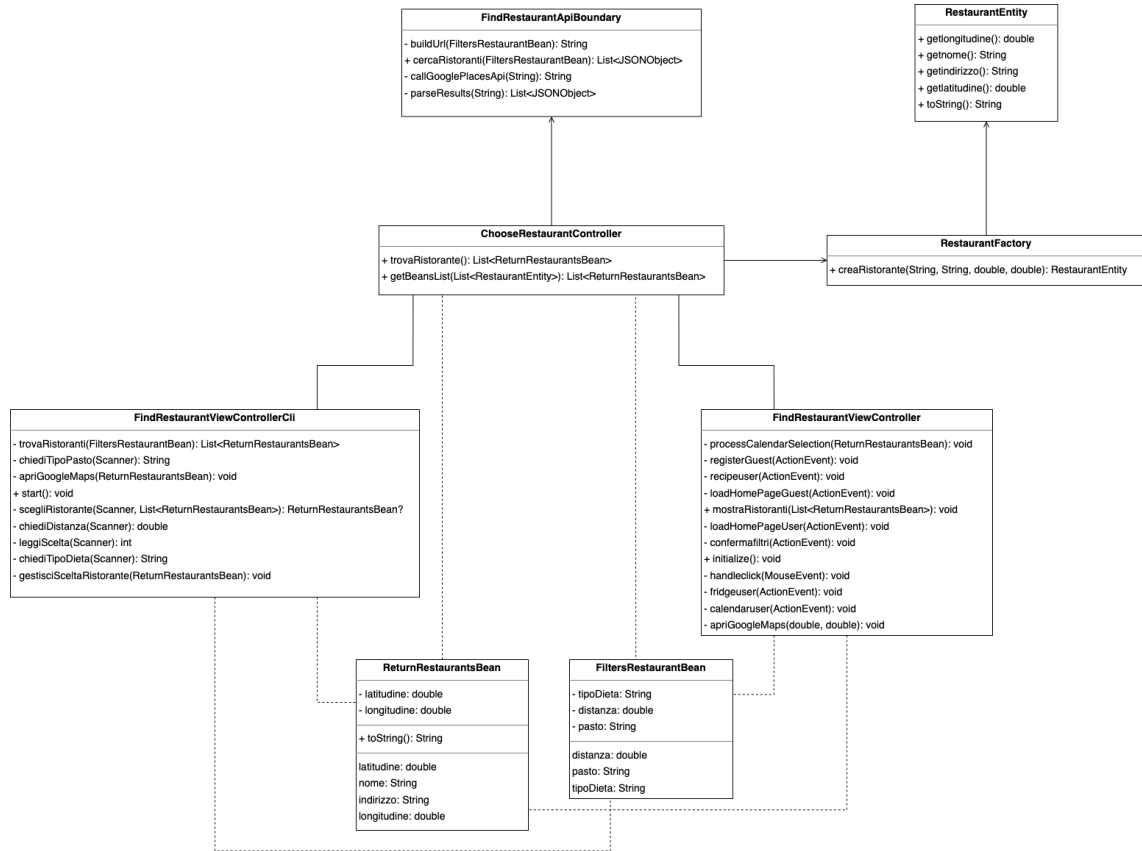 FindRestaurantApiBoundary
- buildUrl(FiltersRestaurantBean): String
+ cercaRistoranti(FiltersRestaurantBean): List<JSONObject>
- callGooglePlacesApi(String): String
- parseResults(String): List<JSONObject>
RestaurantEntity
+ getlongitudine(): double
+ getnome(): String
+ getindirizzo(): String
+ getlatitudine(): double
+ toString(): String
ChooseRestaurantController
+ trovaRistorante(): List<ReturnRestaurantsBean>
+ getBeansList(List<RestaurantEntity>): List<ReturnRestaurantsBean>
RestaurantFactory
+ creaRistorante(String, String, double, double): RestaurantEntity
FindRestaurantViewControllerCli
- trovaRistoranti(FiltersRestaurantBean): List<ReturnRestaurantsBean>
- chiediTipoPasto(Scanner): String
- apriGoogleMaps(ReturnRestaurantsBean): void
+ start(): void
- scegliRistorante(Scanner, List<ReturnRestaurantsBean>): ReturnRestaurantsBean?
- chiediDistanza(Scanner): double
- leggiScelta(Scanner): int
- chiediTipoDieta(Scanner): String
- gestisciSceltaRistorante(ReturnRestaurantsBean): void
FindRestaurantViewController
- processCalendarSelection(ReturnRestaurantsBean): void
- registerGuest(ActionEvent): void
- recipeuser(ActionEvent): void
- loadHomePageGuest(ActionEvent): void
+ mostraRistoranti(List<ReturnRestaurantsBean>): void
- loadHomePageUser(ActionEvent): void
- confermafiltri(ActionEvent): void
+ initialize(): void
- handleclick(MouseEvent): void
- fridgeuser(ActionEvent): void
- calendaruser(ActionEvent): void
- apriGoogleMaps(double, double): void
ReturnRestaurantsBean
- latitudine: double
- longitudine: double
+ toString(): String
latitudine: double
nome: String
indirizzo: String
longitudine: double
FiltersRestaurantBean
- tipoDieta: String
- distanza: double
- pasto: String
distanza: double
pasto: String
tipoDieta: String